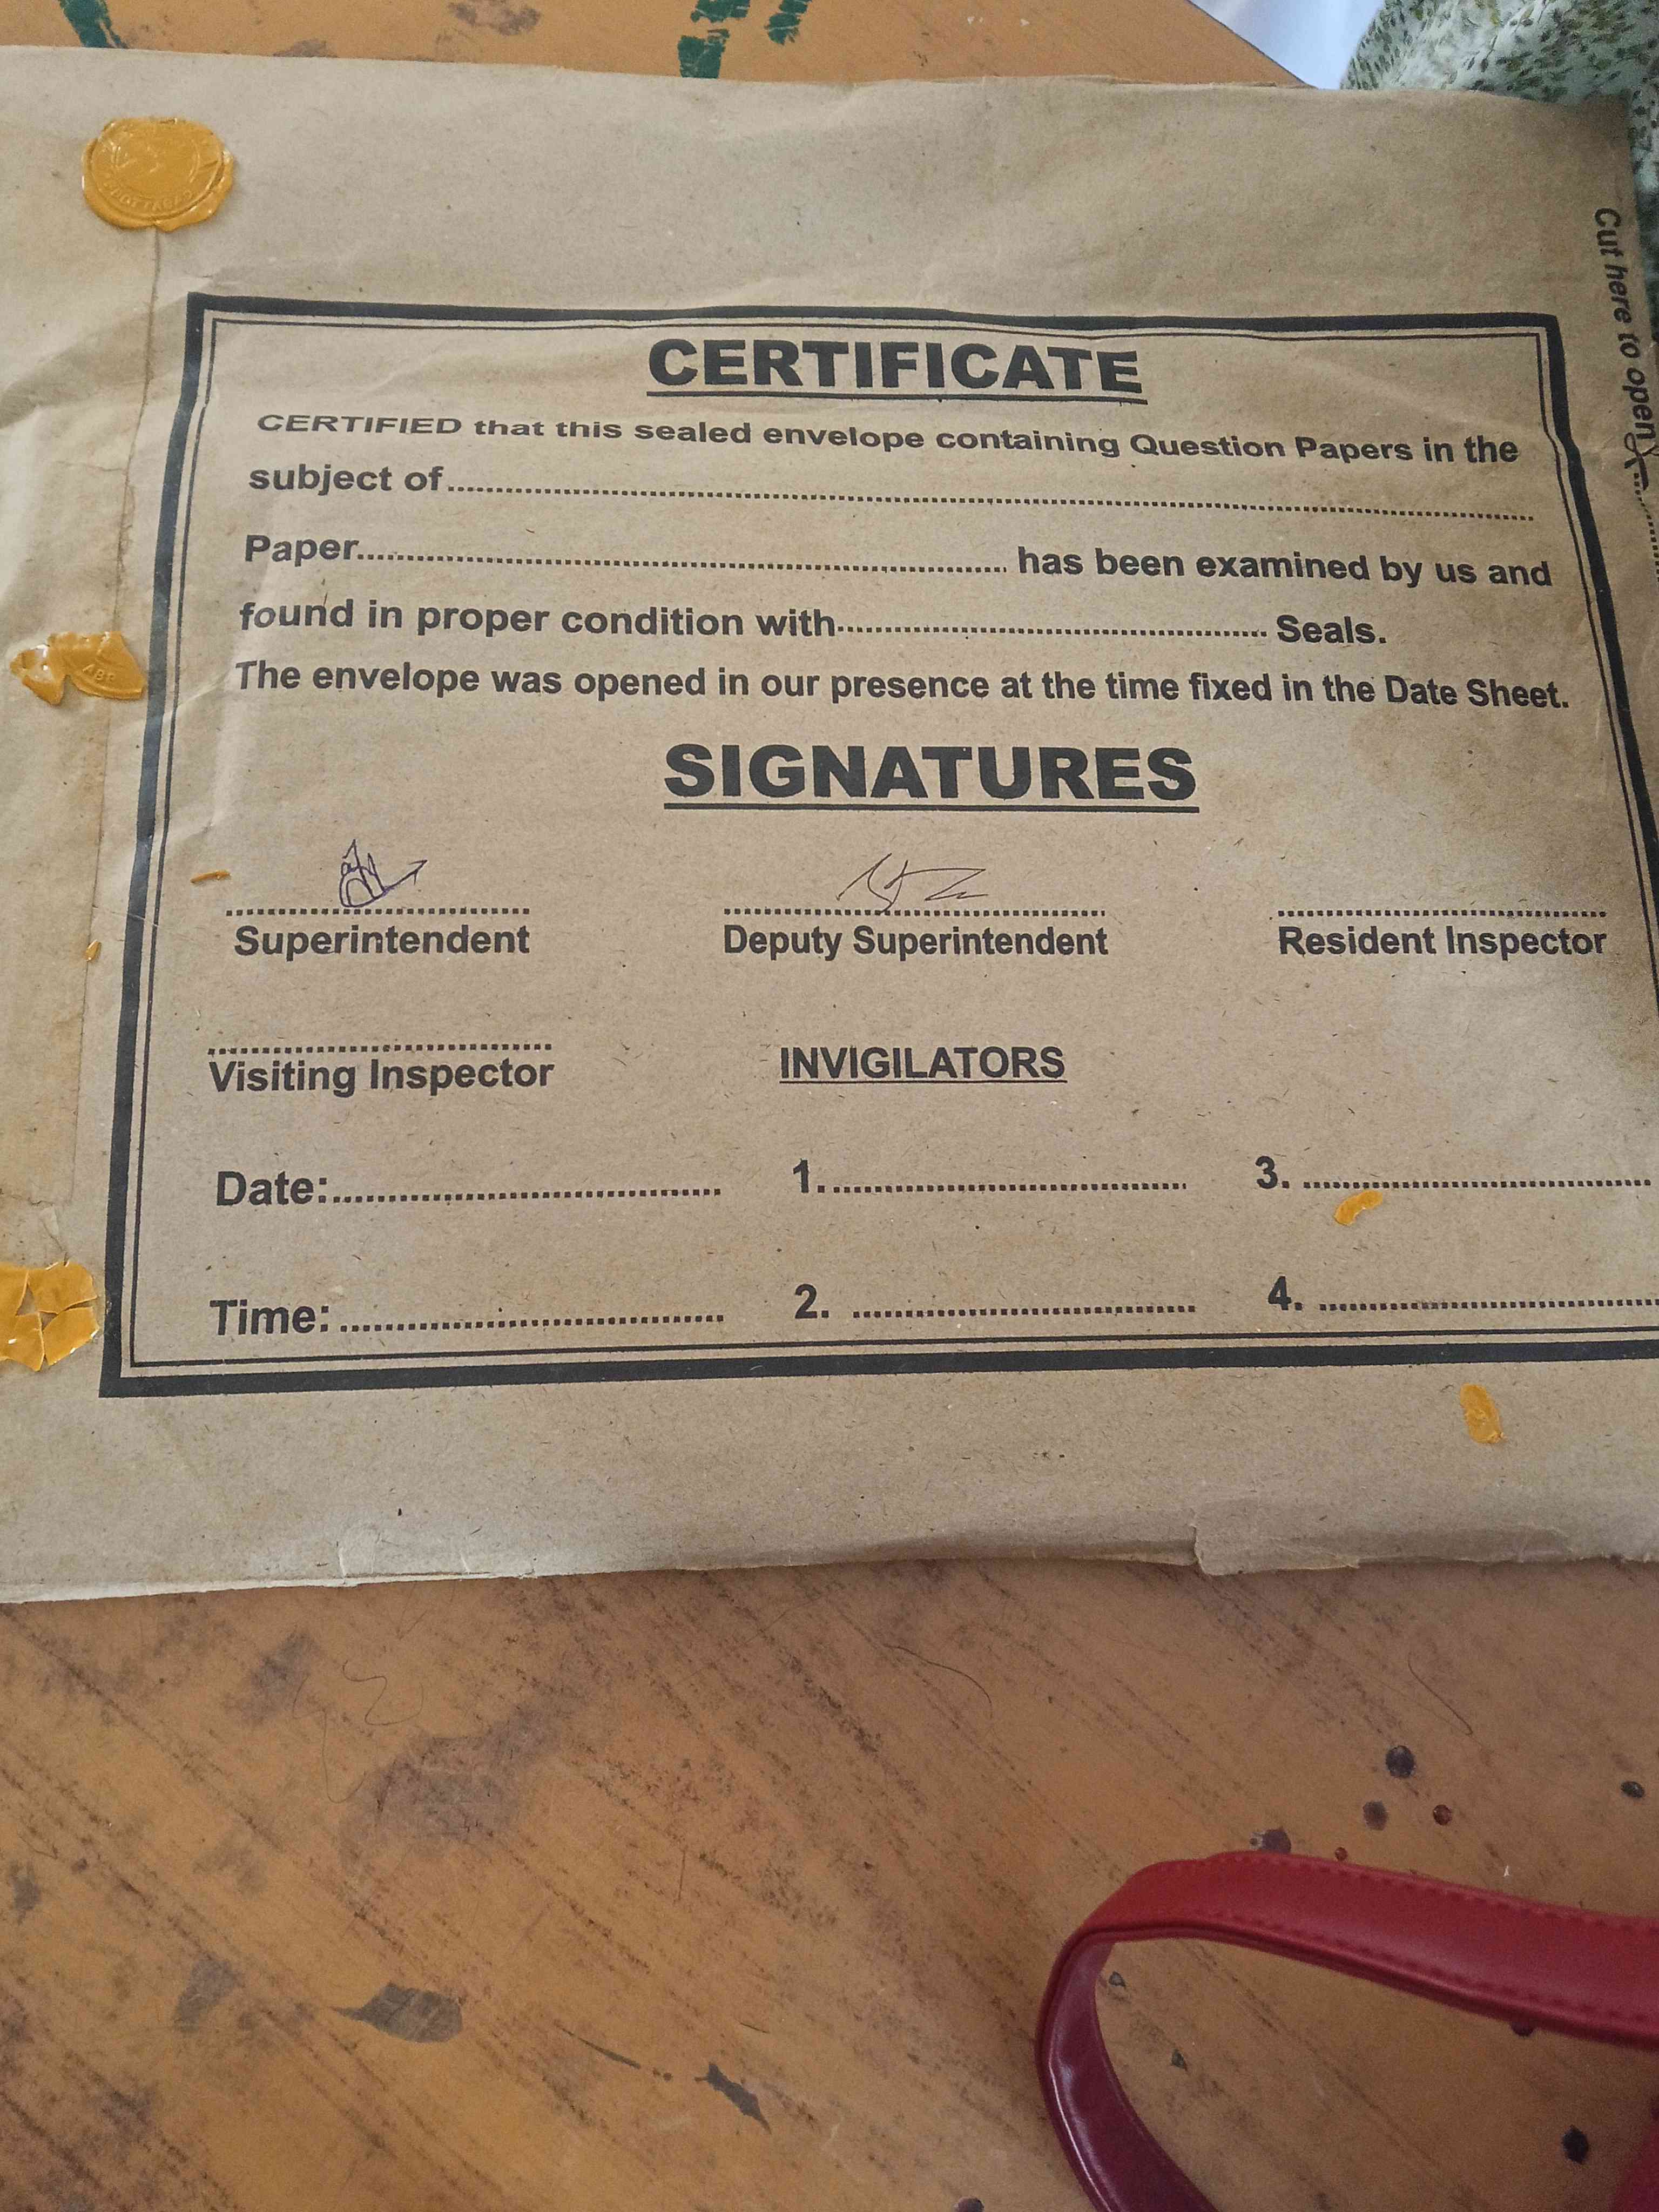 CERTIFICATE
CERTIFIED that this sealed envelope containing Question Papers in the
subject of..........................................................................................
Paper.......................................................... has been examined by us and
found in proper condition with...................................... Seals.
The envelope was opened in our presence at the time fixed in the Date Sheet.
SIGNATURES
Superintendent Deputy Superintendent Resident Inspector
Visiting Inspector INVIGILATORS
Date:................................... 1................................. 3. ...............................
Time: ................................... 2. ............................... 4. ...............................
Cut here to open
ABBOTTABAD